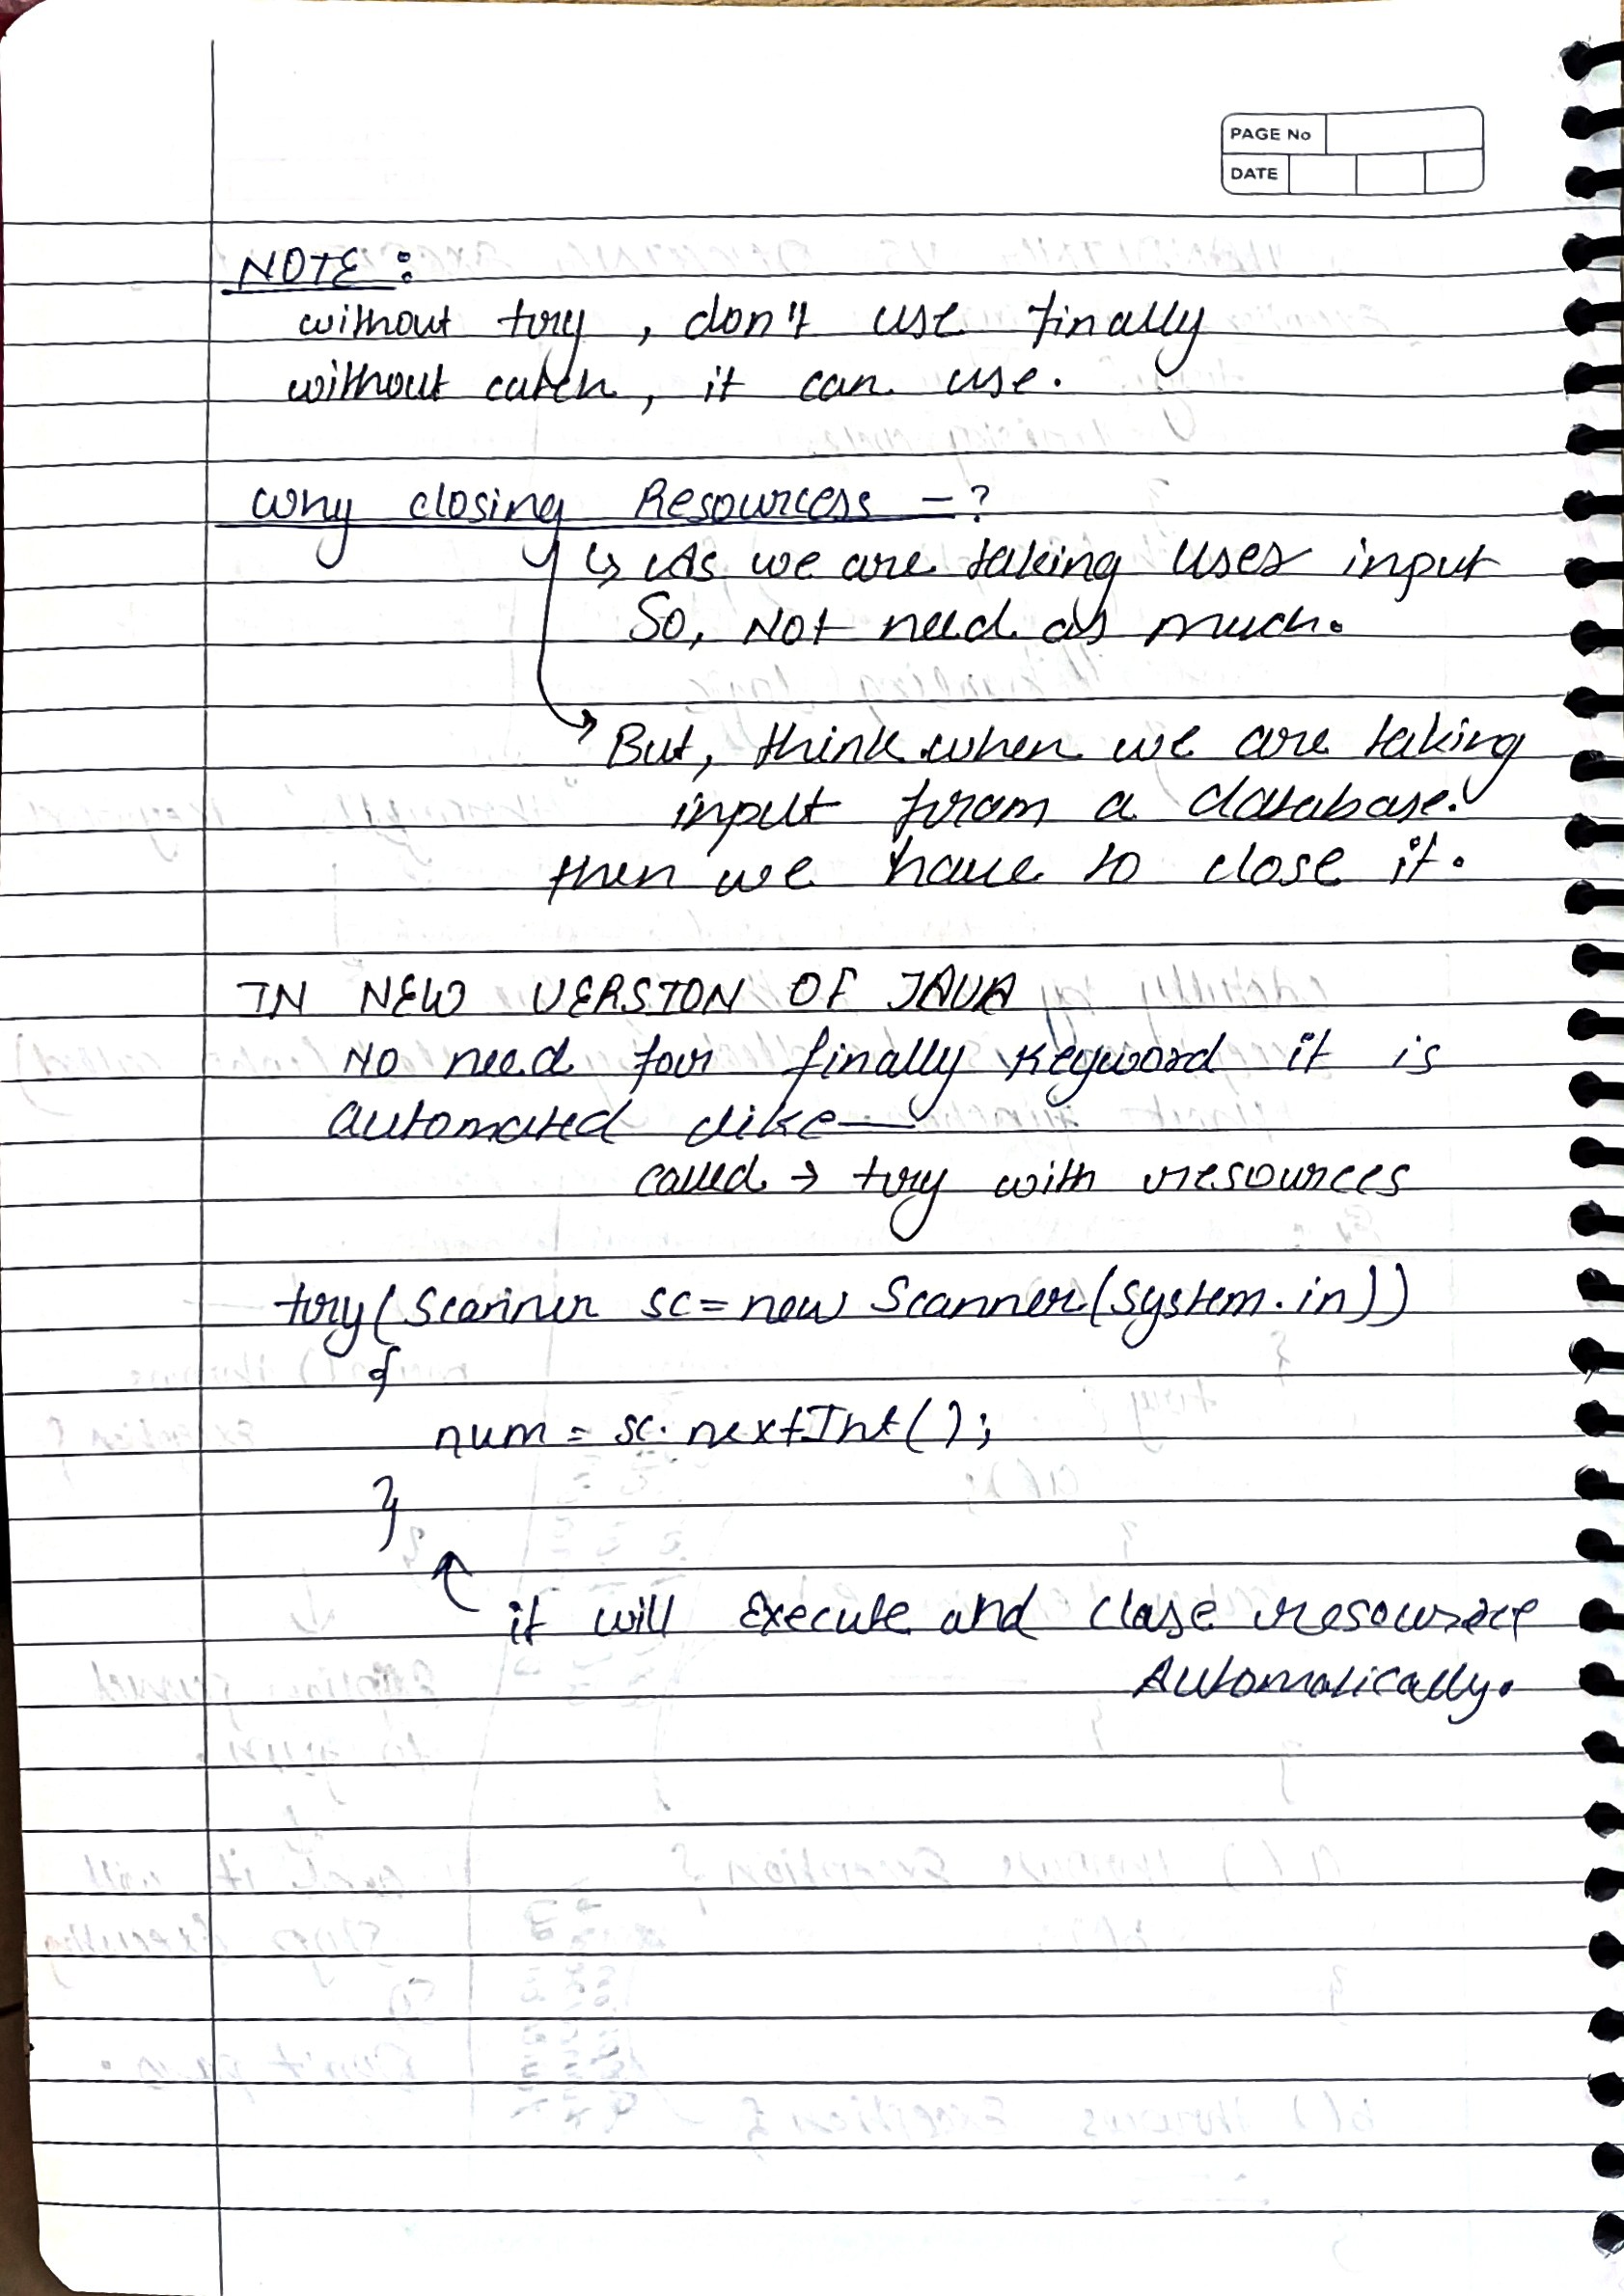 PAGE No
DATE
NOTE :
without try , don't use finally
without catch , it can use .
Why closing Resourcess = ?
↳ As we are taking User input
So, Not need as much .
→ But, think when we are taking
input from a database .
then we have to close it .
IN NEW VERSION OF JAVA
No need for finally keyword it is
automated like —
called → try with resources
try ( Scanner sc = new Scanner ( System . in ) )
{
num = sc . nextInt ( ) ;
}
it will Execute and close resource
Automatically .